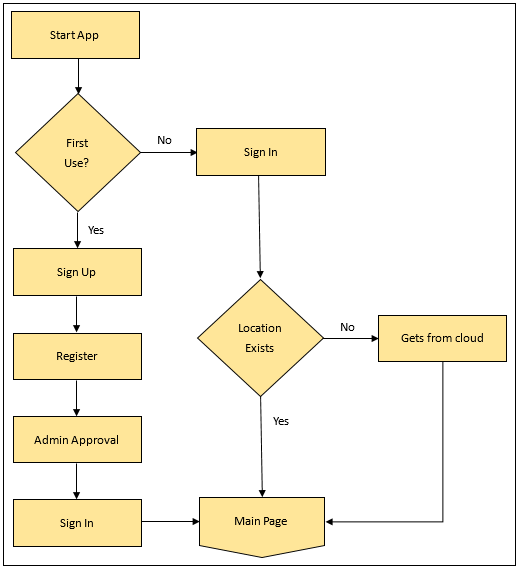 Start App
First
Use?
No
Sign In
Yes
Sign Up
Location
Exists
No
Gets from cloud
Register
Yes
Admin Approval
Sign In
Main Page